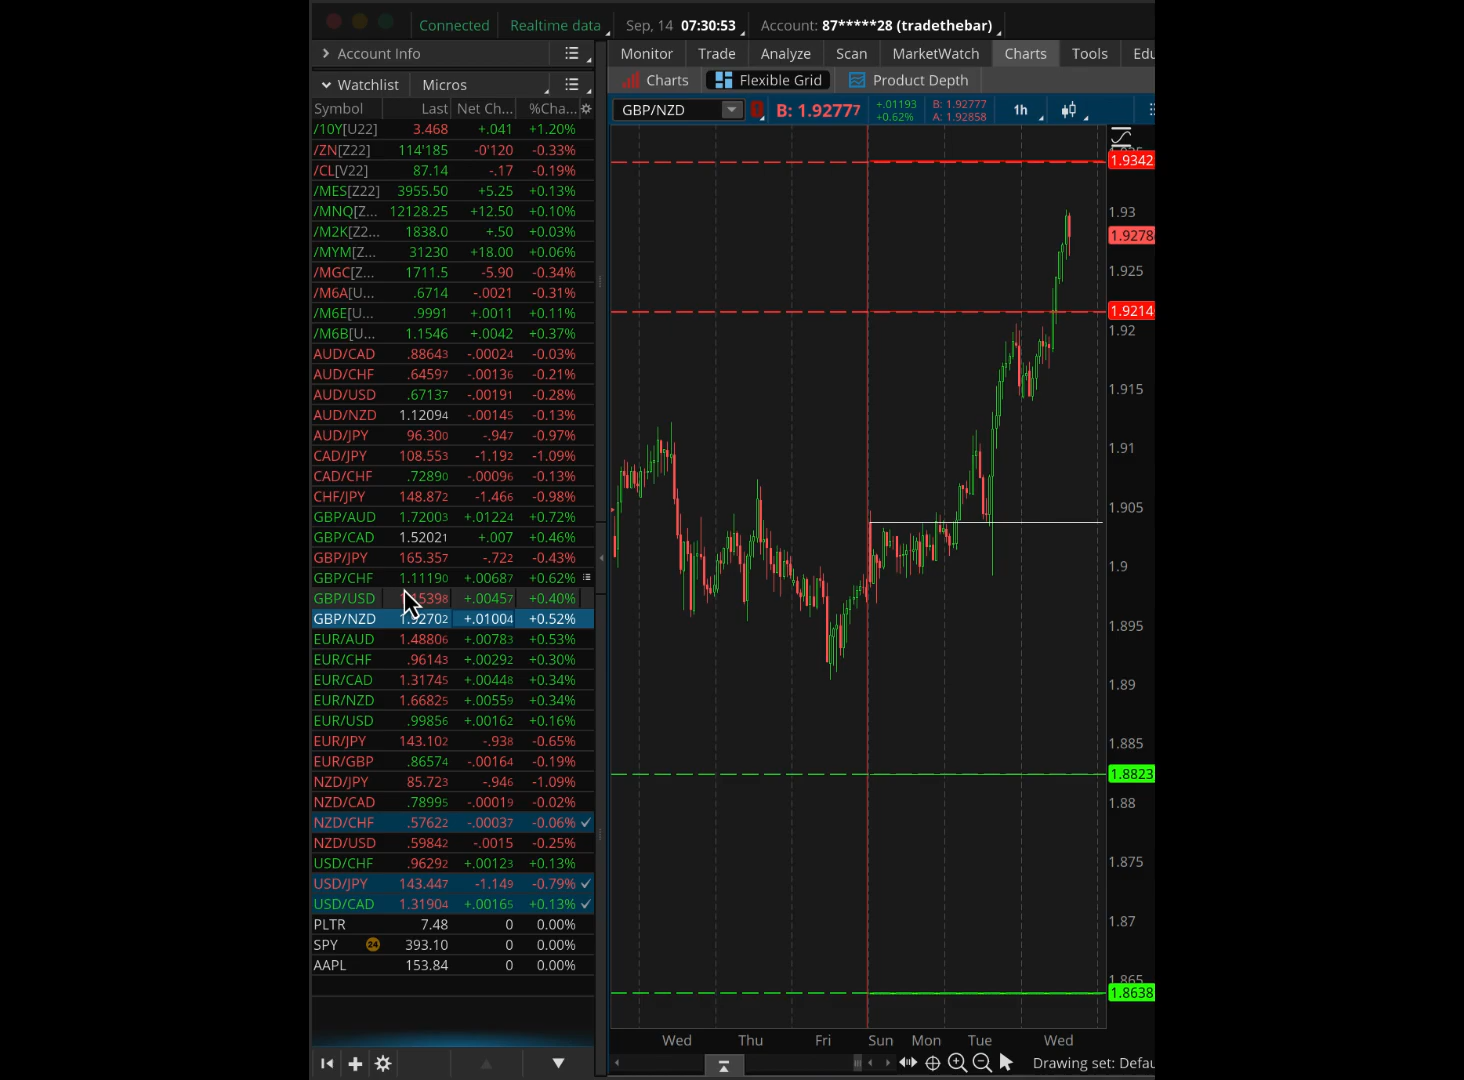 Connected Realtime data Sep, 14 07:30:53 Account: 87*****28 (tradethebar)
Account Info Monitor Trade Analyze Scan MarketWatch Charts Tools Edu
Watchlist Micros Charts Flexible Grid Product Depth
Symbol Last Net Ch... %Cha... GBP/NZD B: 1.92777 +.01193 B: 1.92777 1h
+0.62% A: 1.92858
/10Y[U22] 3.468 +.041 +1.20%
/ZN[Z22] 114'185 -0'120 -0.33%
/CL[V22] 87.14 -.17 -0.19%
/MES[Z22] 3955.50 +5.25 +0.13%
/MNQ[Z... 12128.25 +12.50 +0.10%
/M2K[Z2... 1838.0 +.50 +0.03%
/MYM[Z... 31230 +18.00 +0.06%
/MGC[Z... 1711.5 -5.90 -0.34%
/M6A[U... .6714 -.0021 -0.31%
/M6E[U... .9991 +.0011 +0.11%
/M6B[U... 1.1546 +.0042 +0.37%
AUD/CAD .88643 -.00024 -0.03%
AUD/CHF .64597 -.00136 -0.21%
AUD/USD .67137 -.00191 -0.28%
AUD/NZD 1.12094 -.00145 -0.13%
AUD/JPY 96.300 -.947 -0.97%
CAD/JPY 108.553 -1.192 -1.09%
CAD/CHF .72890 -.00096 -0.13%
CHF/JPY 148.872 -1.466 -0.98%
GBP/AUD 1.72003 +.01224 +0.72%
GBP/CAD 1.52021 +.007 +0.46%
GBP/JPY 165.357 -.722 -0.43%
GBP/CHF 1.11190 +.00687 +0.62%
GBP/USD +.00457 +0.40%
GBP/NZD 1.92702 +.01004 +0.52%
EUR/AUD 1.48806 +.00783 +0.53%
EUR/CHF .96143 +.00292 +0.30%
EUR/CAD 1.31745 +.00448 +0.34%
EUR/NZD 1.66825 +.00559 +0.34%
EUR/USD .99856 +.00162 +0.16%
EUR/JPY 143.102 -.938 -0.65%
EUR/GBP .86574 -.00164 -0.19%
NZD/JPY 85.723 -.946 -1.09%
NZD/CAD .78995 -.00019 -0.02%
NZD/CHF .57622 -.00037 -0.06%
NZD/USD .59842 -.0015 -0.25%
USD/CHF .96292 +.00123 +0.13%
USD/JPY 143.447 -1.149 -0.79%
USD/CAD 1.31904 +.00165 +0.13%
PLTR 7.48 0 0.00%
SPY 24 393.10 0 0.00%
AAPL 153.84 0 0.00%
1.9342
1.93
1.9278
1.925
1.9214
1.92
1.915
1.91
1.905
1.9
1.895
1.89
1.885
1.8823
1.88
1.875
1.87
1.865
1.8638
Wed Thu Fri Sun Mon Tue Wed
Drawing set: Defau